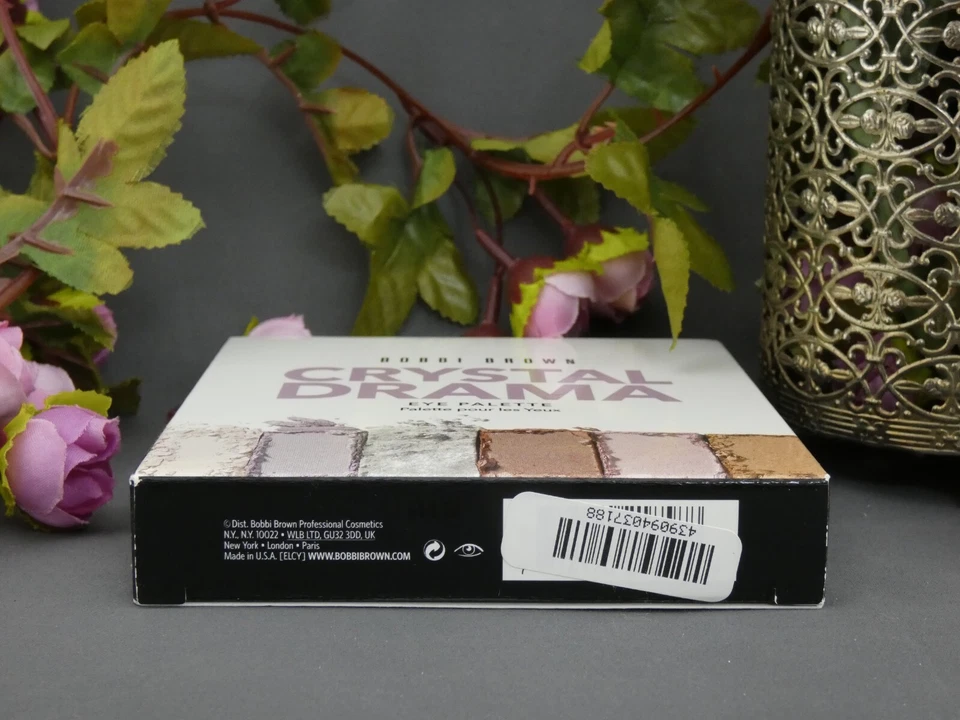 BOBBI BROWN
CRYSTAL
DRAMA
EYE PALETTE
Palette pour les Yeux
© Dist. Bobbi Brown Professional Cosmetics
N.Y., N.Y. 10022 • WLB LTD, GU32 3DD, UK
New York • London • Paris
Made in U.S.A. [ELCY] WWW.BOBBIBROWN.COM
439094037188